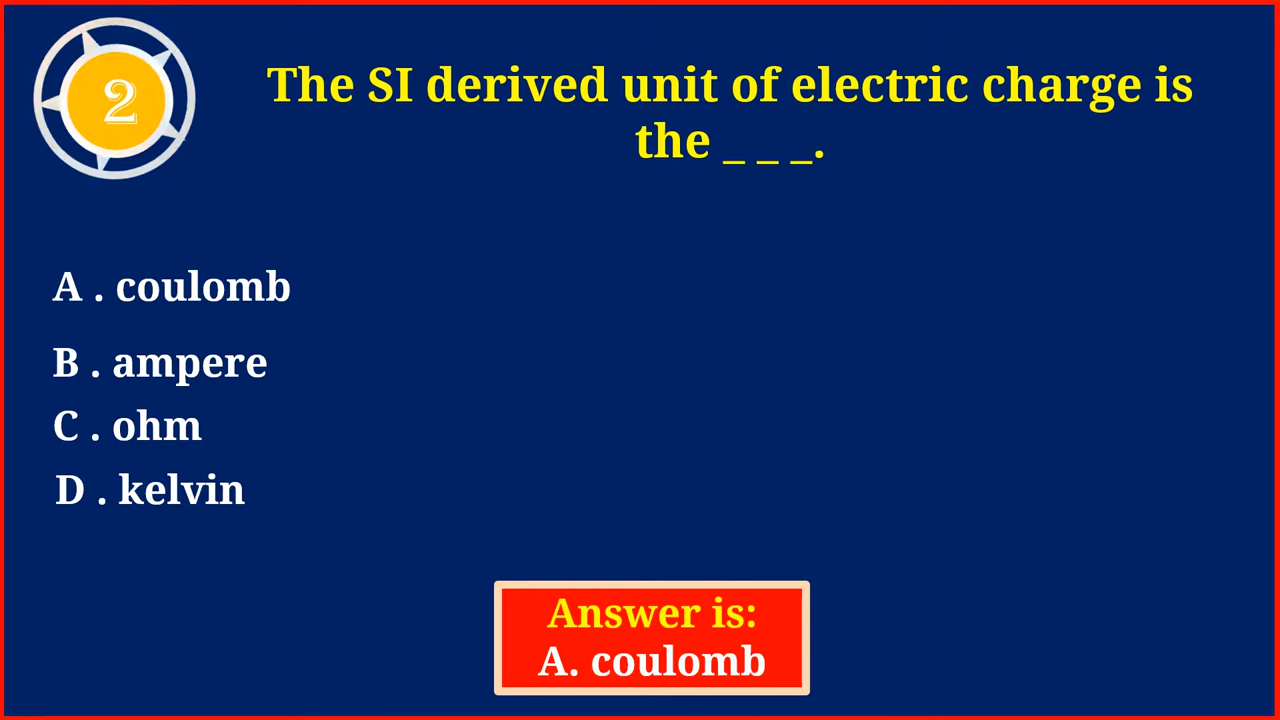 2
The SI derived unit of electric charge is
the _ _ _.
A . coulomb
B . ampere
C . ohm
D . kelvin
Answer is:
A. coulomb